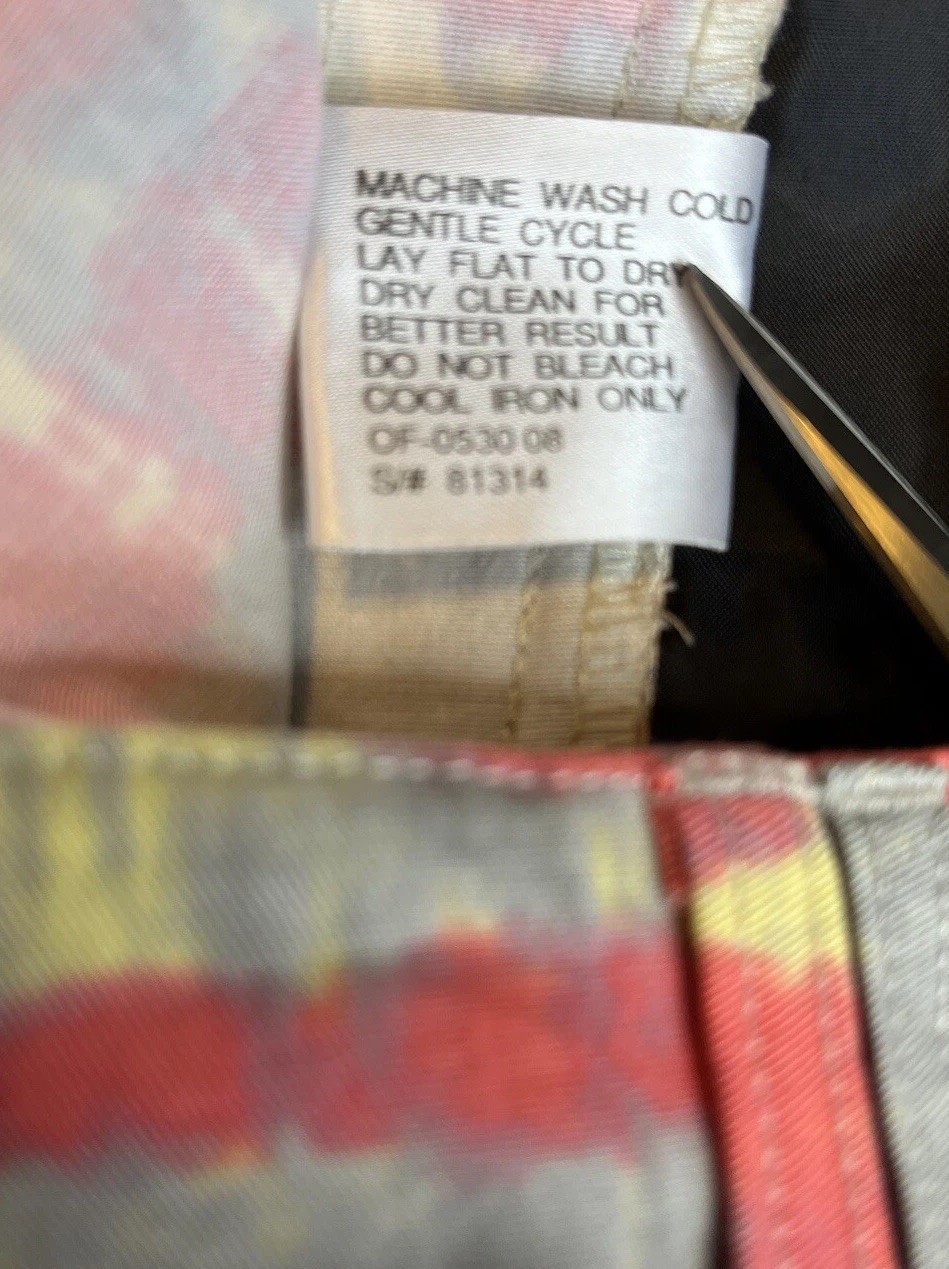 MACHINE WASH COLD
GENTLE CYCLE
LAY FLAT TO DRY
DRY CLEAN FOR
BETTER RESULT
DO NOT BLEACH
COOL IRON ONLY
OF-0530 08
S/# 81314